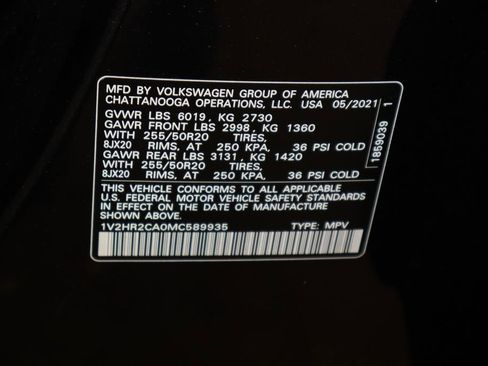 MFD BY VOLKSWAGEN GROUP OF AMERICA
CHATTANOOGA OPERATIONS, LLC. USA 05/2021
GVWR LBS 6019, KG 2730
GAWR FRONT LBS 2998, KG 1360
WITH 255/50R20 TIRES,
8JX20 RIMS, AT 250 KPA, 36 PSI COLD
GAWR REAR LBS 3131, KG 1420
WITH 255/50R20 TIRES,
8JX20 RIMS, AT 250 KPA, 36 PSI COLD
THIS VEHICLE CONFORMS TO ALL APPLICABLE
U.S. FEDERAL MOTOR VEHICLE SAFETY STANDARDS
IN EFFECT ON THE DATE OF MANUFACTURE
SHOWN ABOVE.
1V2HR2CA0MC589935 TYPE: MPV
1859039 1